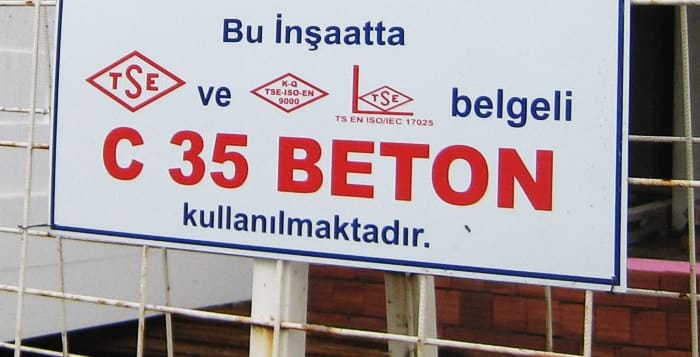 Bu İnşaatta
TSE ve K-Q TSE-ISO-EN 9000 TSE TS EN ISO/IEC 17025 belgeli
C 35 BETON
kullanılmaktadır.